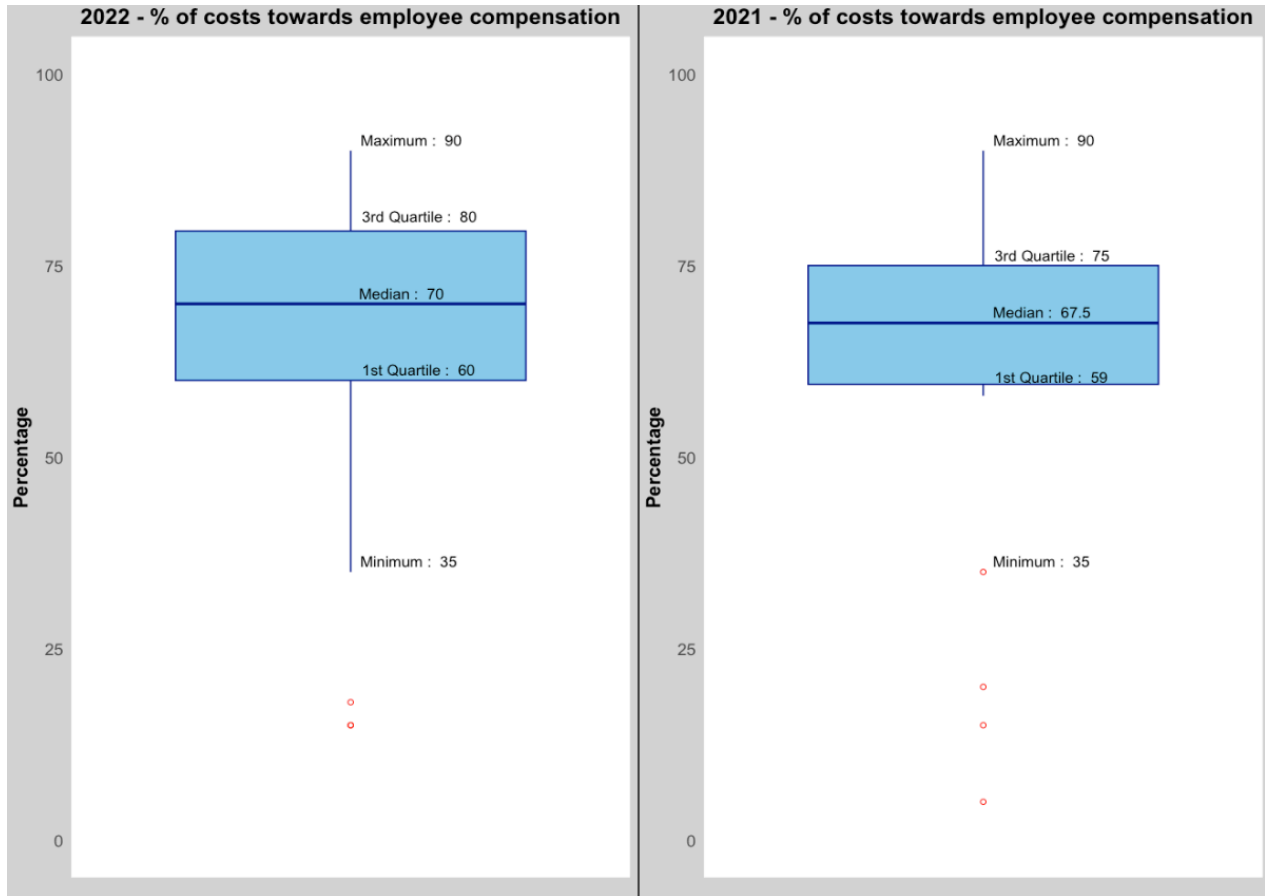 2022 - % of costs towards employee compensation
100
Maximum :  90
3rd Quartile :  80
75
Median :  70
1st Quartile :  60
Percentage
50
Minimum :  35
25
0
2021 - % of costs towards employee compensation
100
Maximum :  90
75
3rd Quartile :  75
Median :  67.5
1st Quartile :  59
Percentage
50
Minimum :  35
25
0